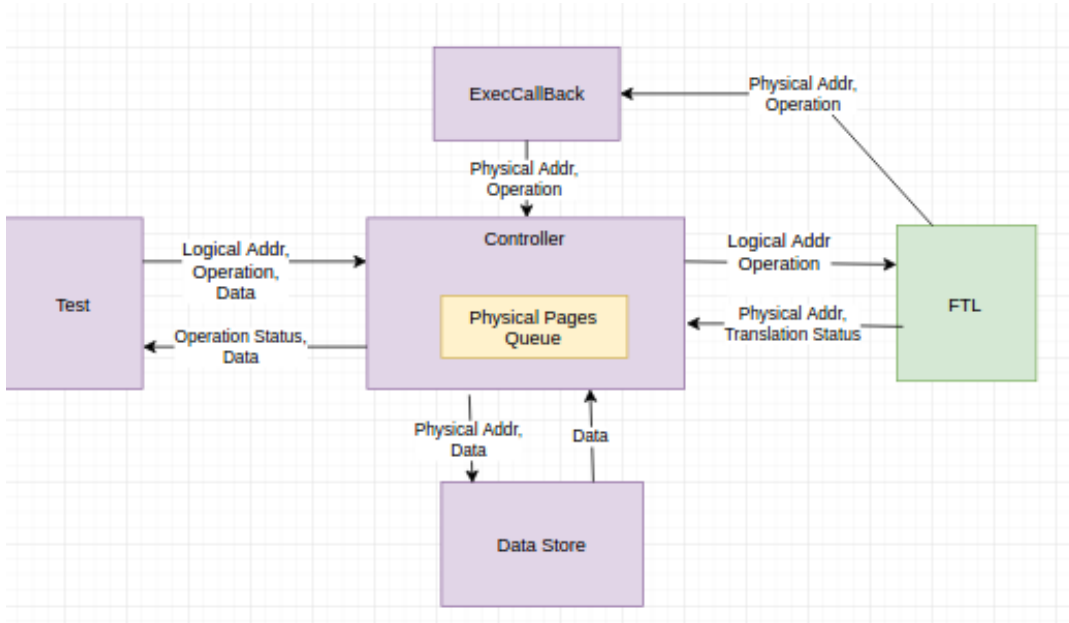 ExecCallBack
Physical Addr,
Operation
Physical Addr,
Operation
Test
Logical Addr,
Operation,
Data
Operation Status,
Data
Controller
Physical Pages
Queue
Logical Addr
Operation
Physical Addr,
Translation Status
FTL
Physical Addr,
Data
Data
Data Store